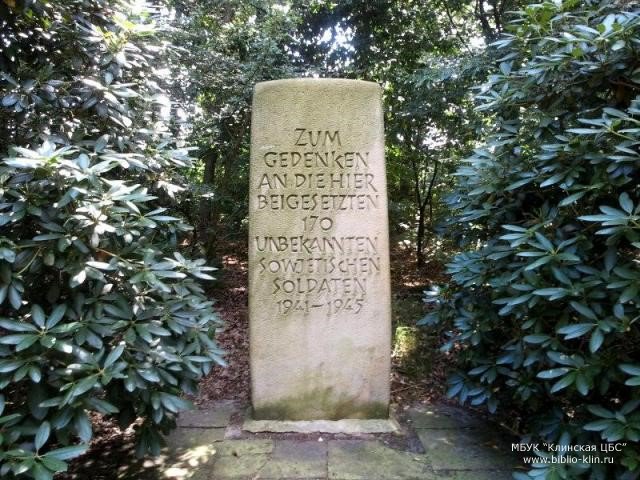 ZUM
GEDENKEN
AN DIE HIER
BEIGESETZTEN
170
UNBEKANNTEN
SOWJETISCHEN
SOLDATEN
1941-1945
МБУК "Клинская ЦБС"
www.biblio-klin.ru